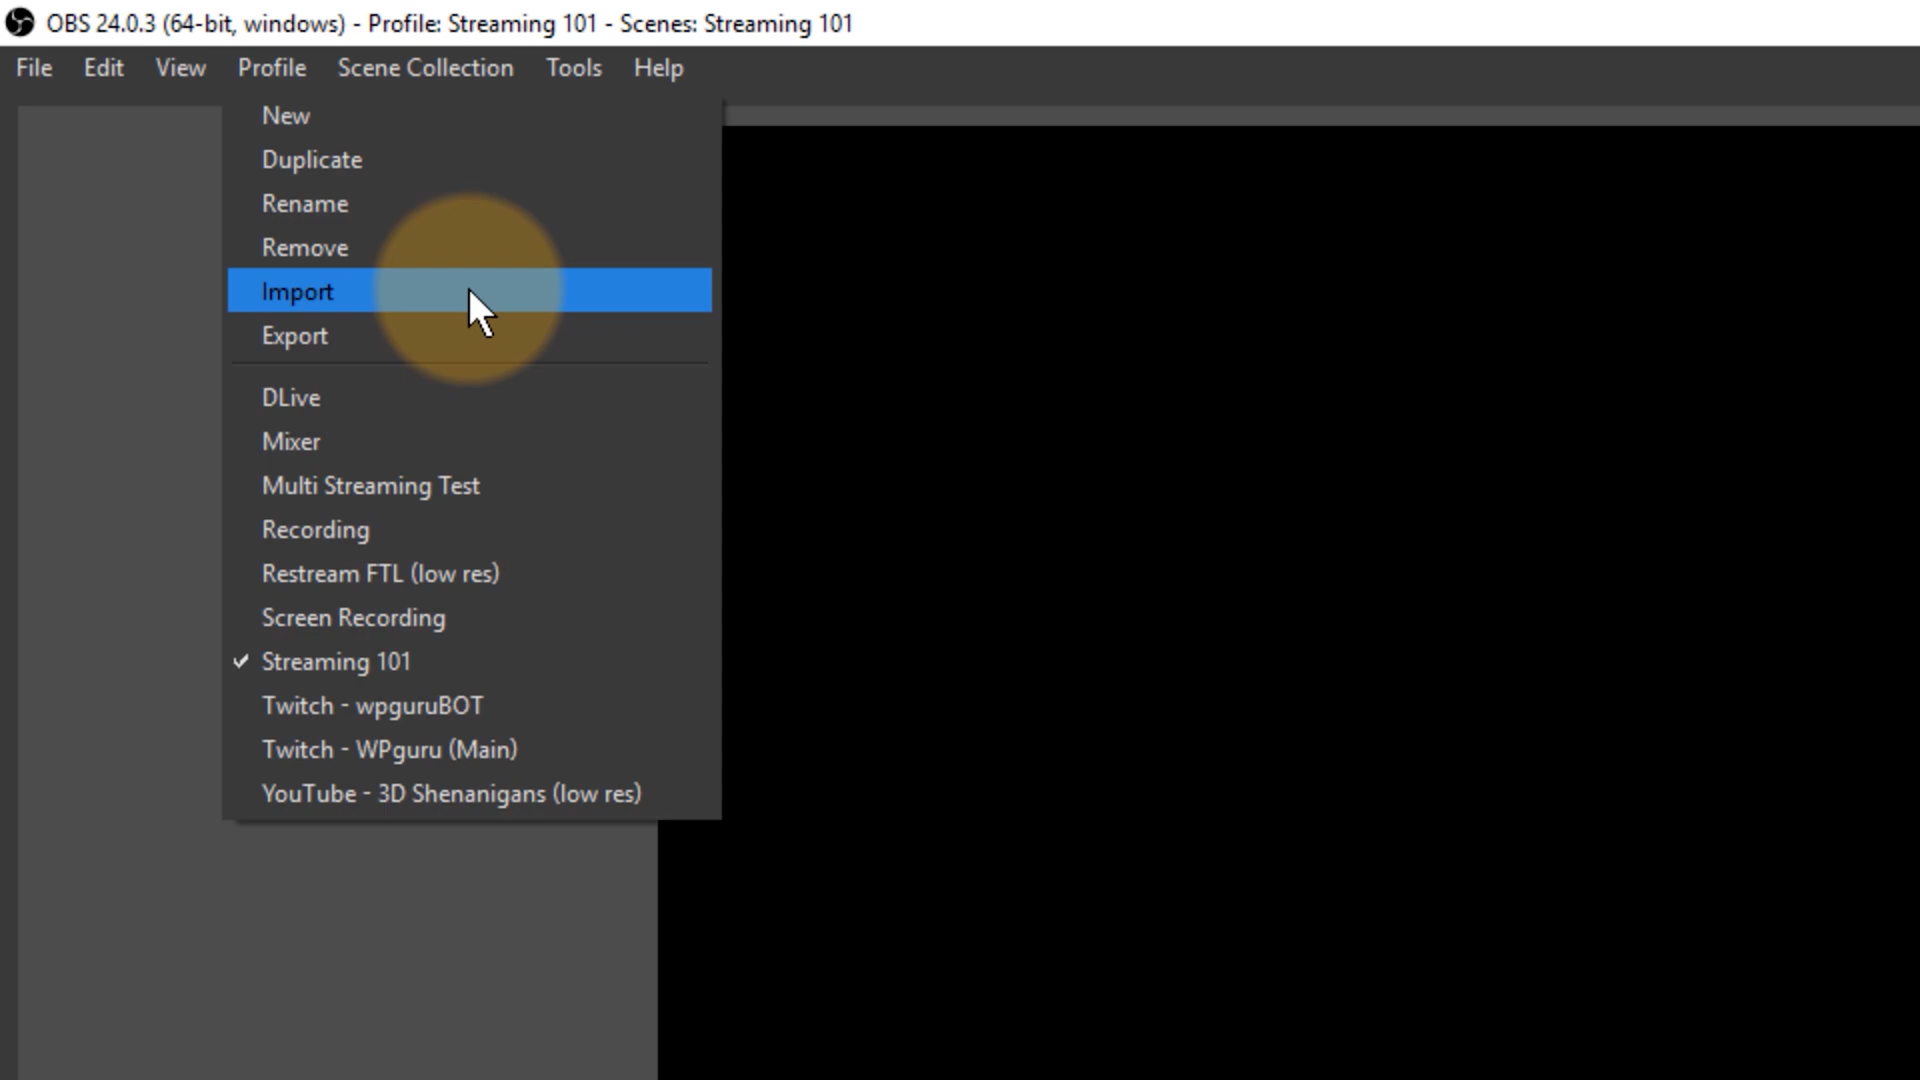 OBS 24.0.3 (64-bit, windows) - Profile: Streaming 101 - Scenes: Streaming 101
File Edit View Profile Scene Collection Tools Help
New
Duplicate
Rename
Remove
Import
Export
DLive
Mixer
Multi Streaming Test
Recording
Restream FTL (low res)
Screen Recording
Streaming 101
Twitch - wpguruBOT
Twitch - WPguru (Main)
YouTube - 3D Shenanigans (low res)